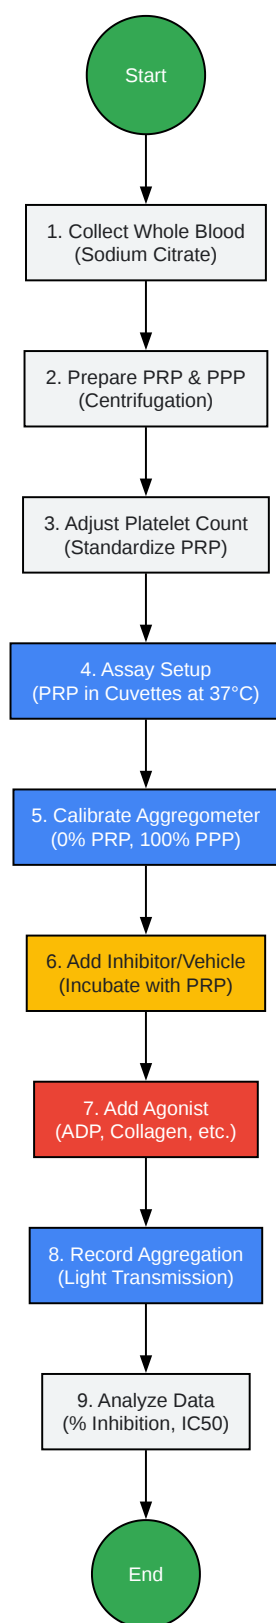 Start
1. Collect Whole Blood
(Sodium Citrate)
2. Prepare PRP & PPP
(Centrifugation)
3. Adjust Platelet Count
(Standardize PRP)
4. Assay Setup
(PRP in Cuvettes at 37°C)
5. Calibrate Aggregometer
(0% PRP, 100% PPP)
6. Add Inhibitor/Vehicle
(Incubate with PRP)
7. Add Agonist
(ADP, Collagen, etc.)
8. Record Aggregation
(Light Transmission)
9. Analyze Data
(% Inhibition, IC50)
End